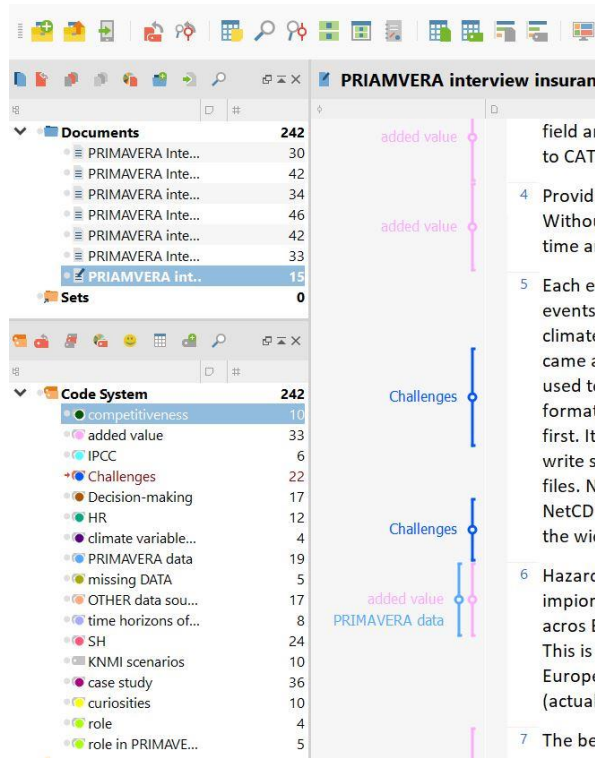 PRIAMVERA interview insuran
Documents 242
PRIMAVERA Inte... 30
PRIMAVERA Inte... 42
PRIMAVERA inte... 34
PRIMAVERA Inte... 46
PRIMAVERA Inte... 42
PRIMAVERA Inte... 33
PRIAMVERA int.. 15
Sets 0
Code System 242
competitiveness 10
added value 33
IPCC 6
Challenges 22
Decision-making 17
HR 12
climate variable... 4
PRIMAVERA data 19
missing DATA 5
OTHER data sou... 17
time horizons of... 8
SH 24
KNMI scenarios 10
case study 36
curiosities 10
role 4
role in PRIMAVE... 5
added value
added value
Challenges
Challenges
added value
PRIMAVERA data
field a
to CAT
4 Provid
Withou
time a
5 Each e
events
climate
came a
used to
format
first. It
write s
files. N
NetCD
the wi
6 Hazard
impior
acros E
This is
Europe
(actual
7 The be